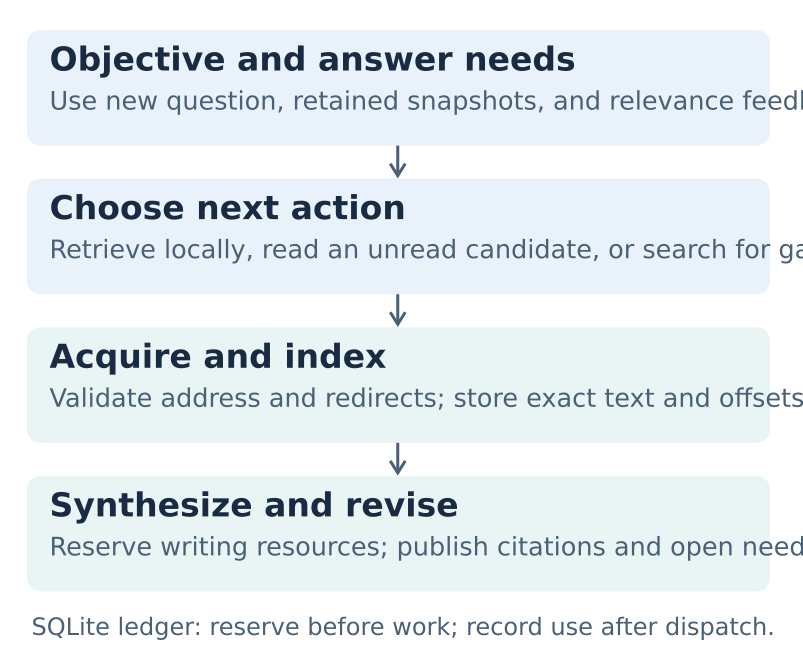 Objective and answer needs
Use new question, retained snapshots, and relevance
Choose next action
Retrieve locally, read an unread candidate, or search for
Acquire and index
Validate address and redirects; store exact text and offsets
Synthesize and revise
Reserve writing resources; publish citations and open need
SQLite ledger: reserve before work; record use after dispatch.